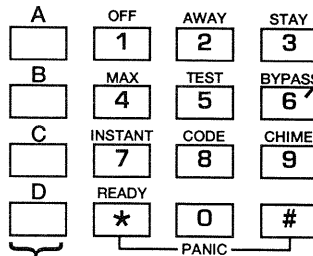 A OFF AWAY STAY
1 2 3
B MAX TEST BYPASS
4 5 6
C INSTANT CODE CHIME
7 8 9
D READY
* 0 #
PANIC